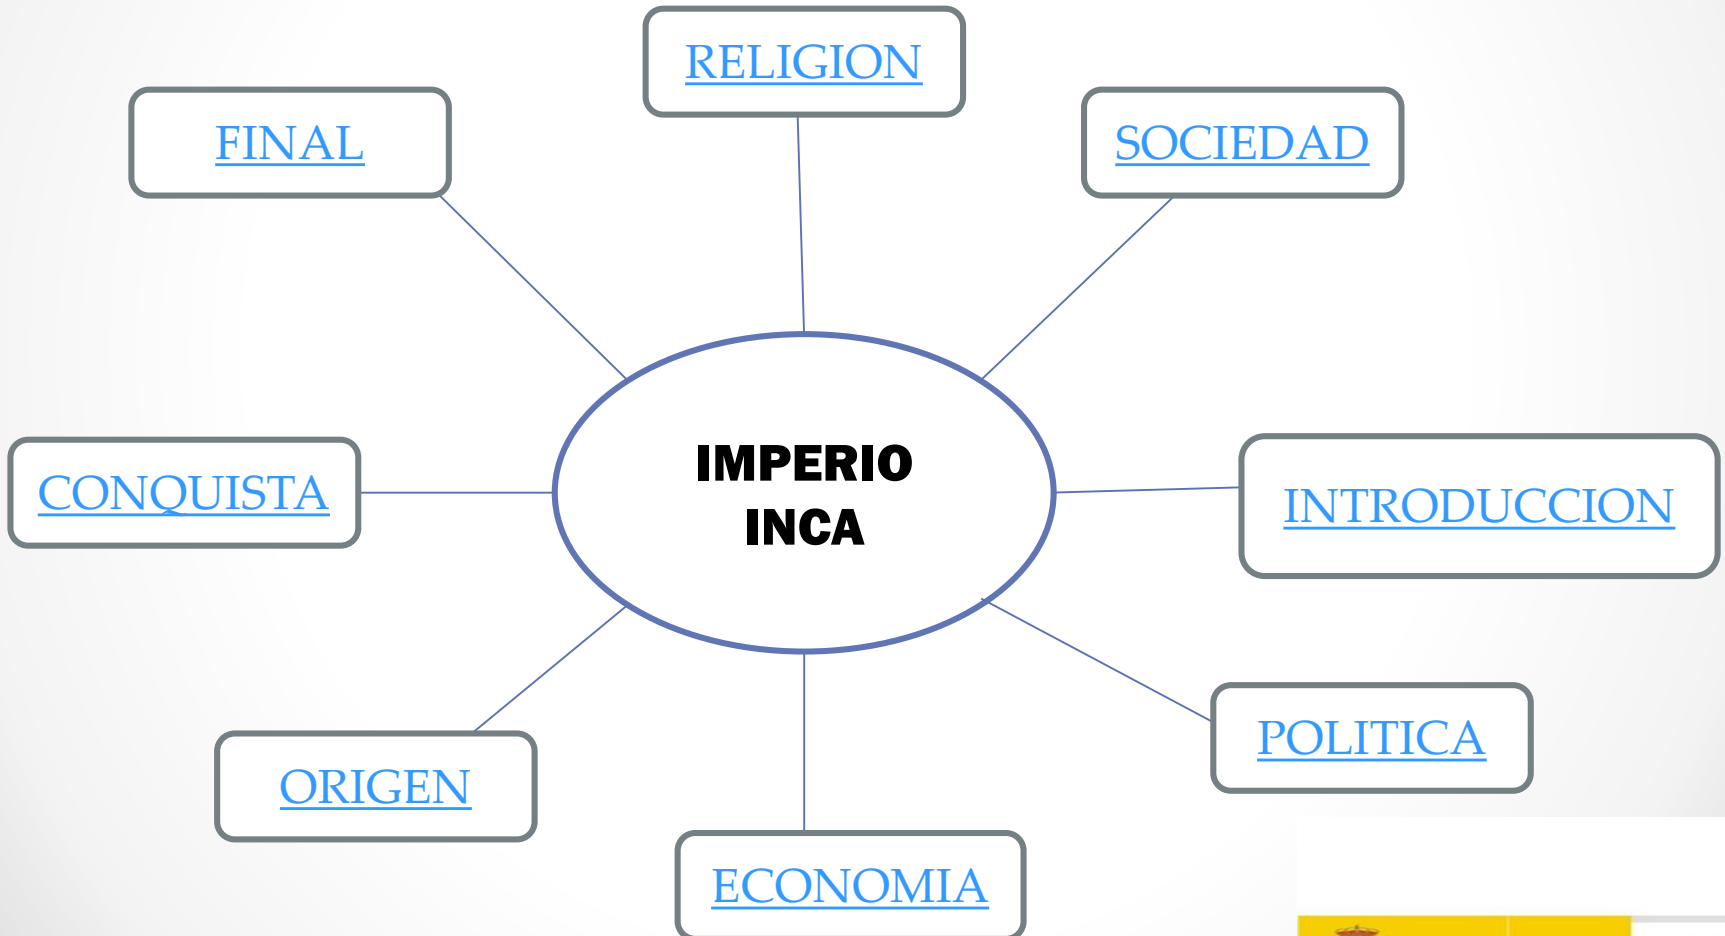 RELIGION
FINAL
SOCIEDAD
IMPERIO
INCA
CONQUISTA
INTRODUCCION
POLITICA
ORIGEN
ECONOMIA